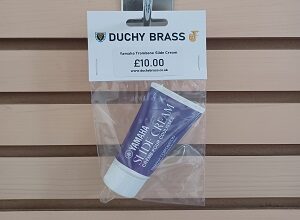 DUCHY BRASS
Yamaha Trombone Slide Cream
£10.00
www.duchybrass.co.uk
YAMAHA
SLIDE CREAM